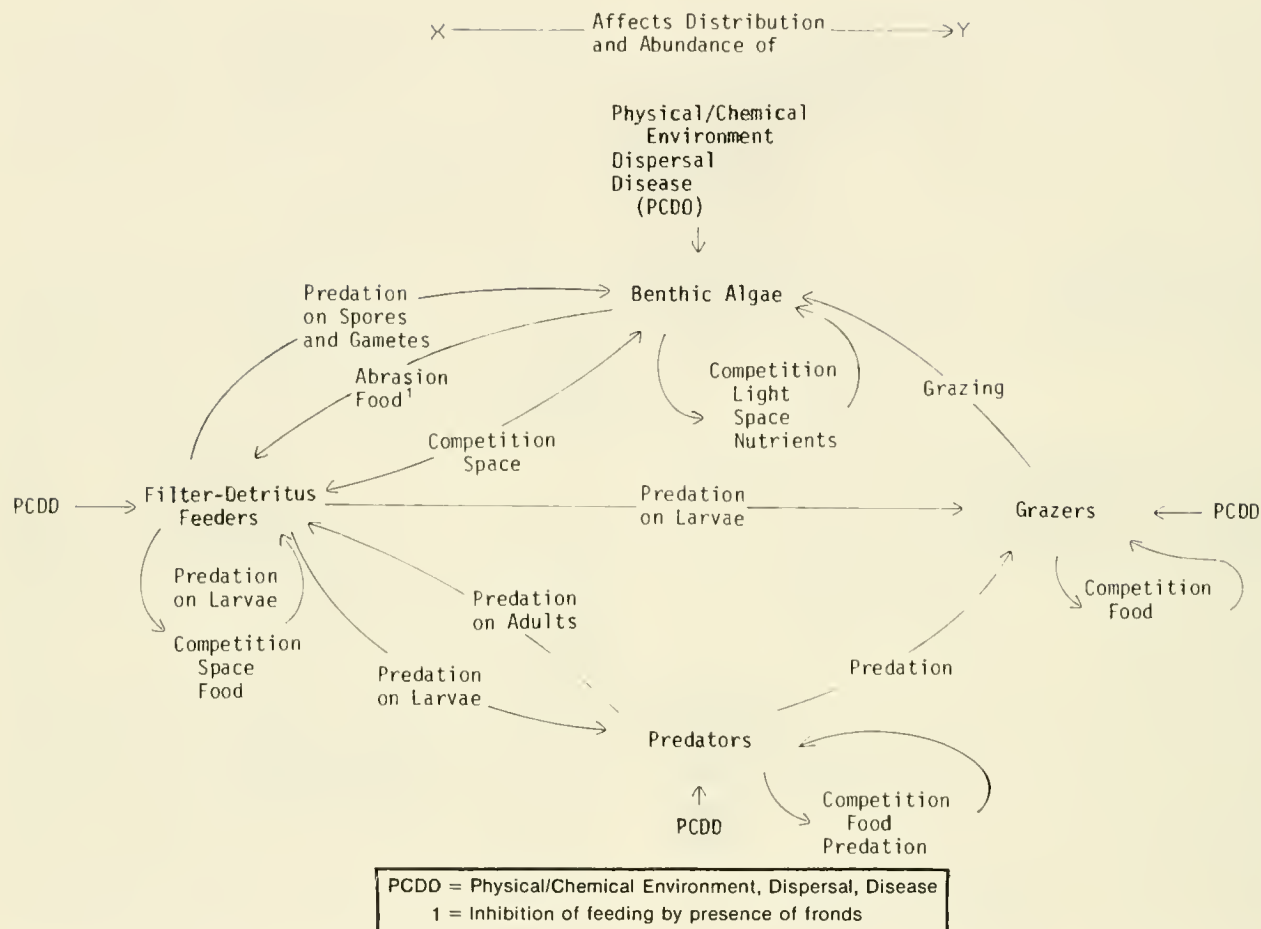 Affects Distribution
X → Y
and Abundance of
Physical/Chemical
Environment
Dispersal
Disease
(PCDD)
Benthic Algae
Predation
on Spores
and Gametes
Abrasion
Food¹
Competition
Space
Competition
Light
Space
Nutrients
Grazing
PCDD
Filter-Detritus
Feeders
Predation
on Larvae
Grazers
PCDD
Predation
on Larvae
Competition
Space
Food
Predation
on Adults
Predation
on Larvae
Competition
Food
Predation
Predators
PCDD
Competition
Food
Predation
PCDD = Physical/Chemical Environment, Dispersal, Disease
1 = Inhibition of feeding by presence of fronds